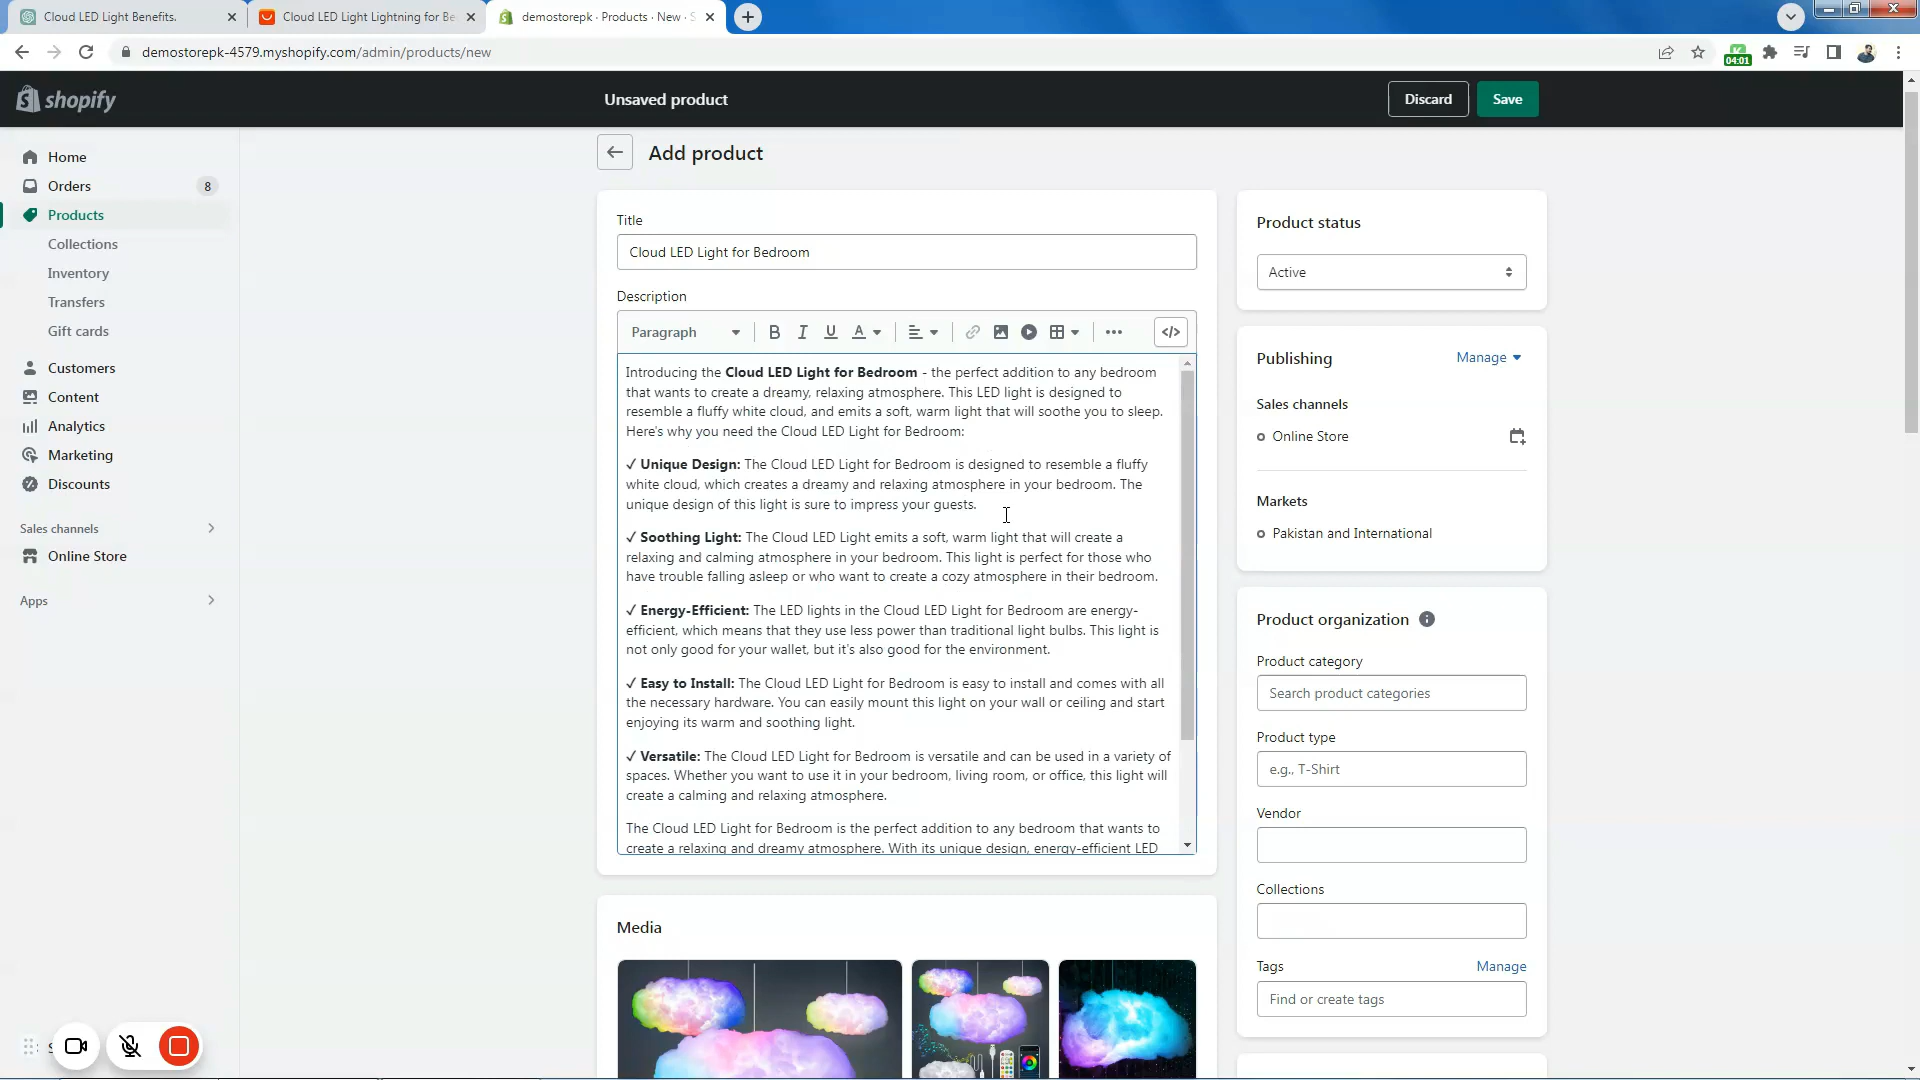 Cloud LED Light Benefits.
Cloud LED Light Lightning for Be
demostorepk · Products · New ·
demostorepk-4579.myshopify.com/admin/products/new
04:01
shopify
Unsaved product
Discard
Save
Home
Orders
8
Products
Collections
Inventory
Transfers
Gift cards
Customers
Content
Analytics
Marketing
Discounts
Sales channels
Online Store
Apps
Add product
Title
Cloud LED Light for Bedroom
Description
Paragraph
B I U A
Introducing the Cloud LED Light for Bedroom - the perfect addition to any bedroom
that wants to create a dreamy, relaxing atmosphere. This LED light is designed to
resemble a fluffy white cloud, and emits a soft, warm light that will soothe you to sleep.
Here's why you need the Cloud LED Light for Bedroom:
✓ Unique Design: The Cloud LED Light for Bedroom is designed to resemble a fluffy
white cloud, which creates a dreamy and relaxing atmosphere in your bedroom. The
unique design of this light is sure to impress your guests.
✓ Soothing Light: The Cloud LED Light emits a soft, warm light that will create a
relaxing and calming atmosphere in your bedroom. This light is perfect for those who
have trouble falling asleep or who want to create a cozy atmosphere in their bedroom.
✓ Energy-Efficient: The LED lights in the Cloud LED Light for Bedroom are energy-
efficient, which means that they use less power than traditional light bulbs. This light is
not only good for your wallet, but it's also good for the environment.
✓ Easy to Install: The Cloud LED Light for Bedroom is easy to install and comes with all
the necessary hardware. You can easily mount this light on your wall or ceiling and start
enjoying its warm and soothing light.
✓ Versatile: The Cloud LED Light for Bedroom is versatile and can be used in a variety of
spaces. Whether you want to use it in your bedroom, living room, or office, this light will
create a calming and relaxing atmosphere.
The Cloud LED Light for Bedroom is the perfect addition to any bedroom that wants to
create a relaxing and dreamy atmosphere. With its unique design, energy-efficient LED
Media
Product status
Active
Publishing
Manage
Sales channels
Online Store
Markets
Pakistan and International
Product organization
Product category
Search product categories
Product type
e.g., T-Shirt
Vendor
Collections
Tags
Manage
Find or create tags